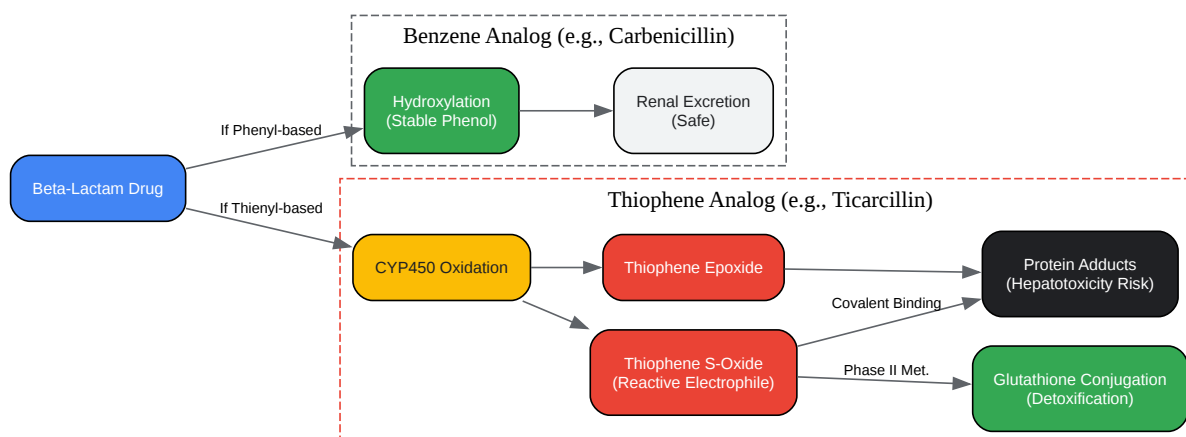 Benzene Analog (e.g., Carbenicillin)
Hydroxylation
(Stable Phenol)
Renal Excretion
(Safe)
If Phenyl-based
Beta-Lactam Drug
If Thienyl-based
Thiophene Analog (e.g., Ticarcillin)
CYP450 Oxidation
Thiophene Epoxide
Protein Adducts
(Hepatotoxicity Risk)
Covalent Binding
Thiophene S-Oxide
(Reactive Electrophile)
Phase II Met.
Glutathione Conjugation
(Detoxification)